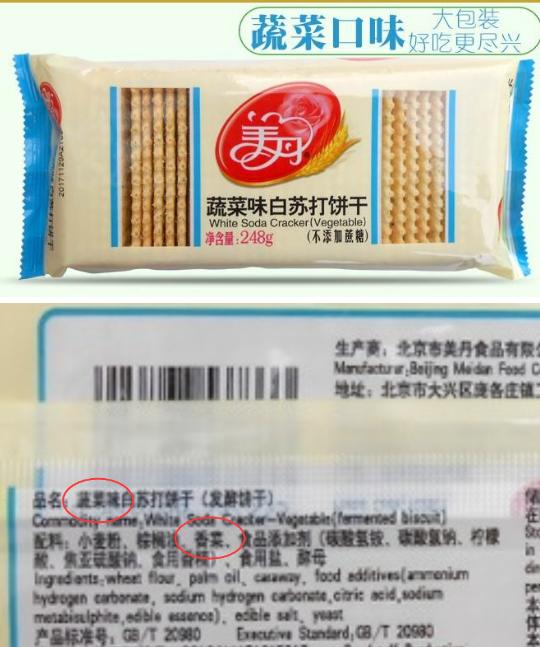 蔬菜口味
大包装
好吃更尽兴
美丹
蔬菜味白苏打饼干
White Soda Cracker(Vegetable)
净含量:248g (不添加蔗糖)
生产商: 北京市美丹食品有限公
Manufacturer:Beijing Meidan Food C
地址: 北京市大兴区庞各庄镇工
品名: 蔬菜味白苏打饼干 (发酵饼干)
Commodity Name:White Soda Cracker-Vegetable(fermented biscuit)
配料: 小麦粉、棕榈油、香菜、食品添加剂 (碳酸氢铵、碳酸氢钠、柠檬
酸、焦亚硫酸钠、食用香精)、食用盐、酵母
Ingredients:wheat flour, palm oil, caraway, food additives(ammonium
hydrogen carbonate, sodium hydrogen carbonate,citric acid,sodium
metabisulphite,edible essence), edible salt, yeast
产品标准号: GB/T 20980 Executive Standard:GB/T 20980